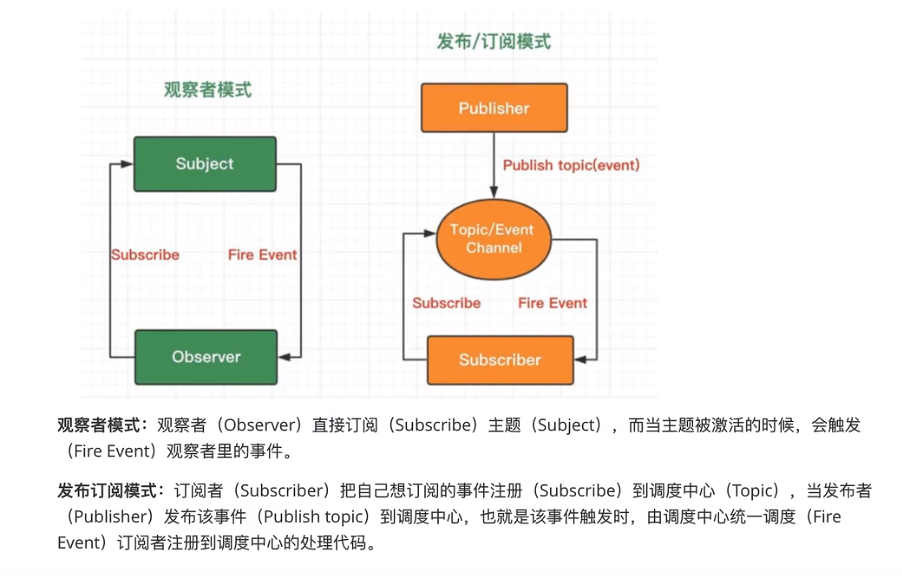 观察者模式
Subject
Subscribe
Fire Event
Observer
发布/订阅模式
Publisher
Publish topic(event)
Topic/Event
Channel
Subscribe
Fire Event
Subscriber
观察者模式：观察者（Observer）直接订阅（Subscribe）主题（Subject），而当主题被激活的时候，会触发
（Fire Event）观察者里的事件。
发布订阅模式：订阅者（Subscriber）把自己想订阅的事件注册（Subscribe）到调度中心（Topic），当发布者
（Publisher）发布该事件（Publish topic）到调度中心，也就是该事件触发时，由调度中心统一调度（Fire
Event）订阅者注册到调度中心的处理代码。